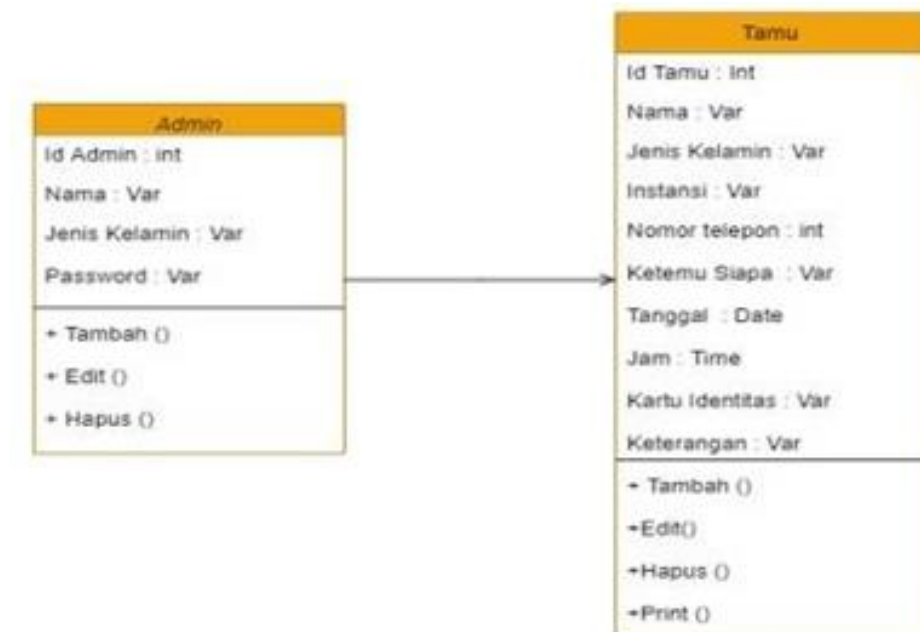 Admin
Id Admin : int
Nama : Var
Jenis Kelamin : Var
Password : Var
+ Tambah ()
+ Edit ()
+ Hapus ()
Tamu
Id Tamu : Int
Nama : Var
Jenis Kelamin : Var
Instansi : Var
Nomor telepon : int
Ketemu Siapa : Var
Tanggal : Date
Jam : Time
Kartu Identitas : Var
Keterangan : Var
+ Tambah ()
+Edit()
+Hapus ()
+Print ()